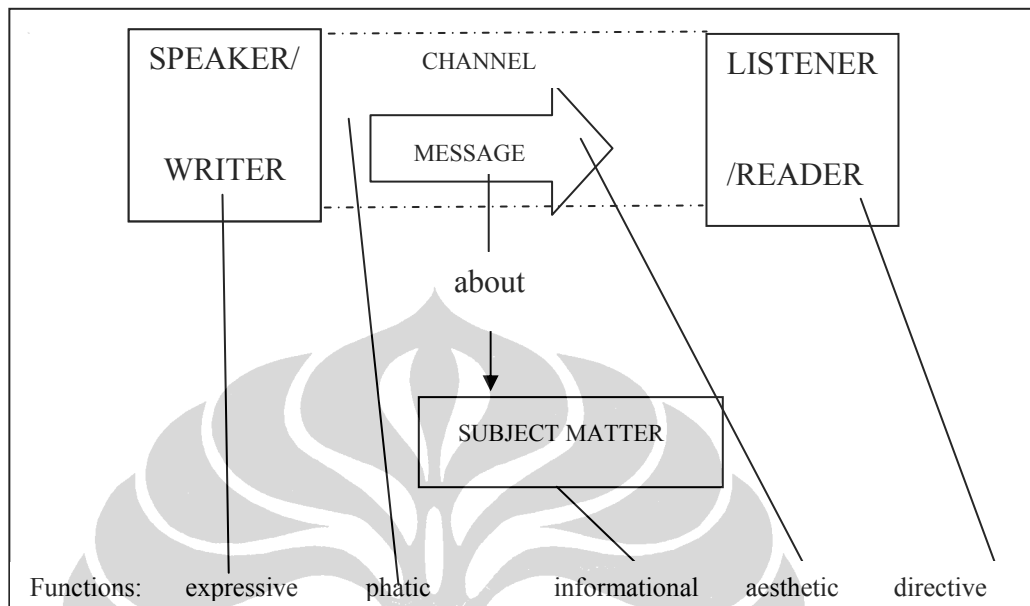 SPEAKER/
WRITER
CHANNEL
MESSAGE
LISTENER
/READER
about
SUBJECT MATTER
Functions: expressive phatic informational aesthetic directive